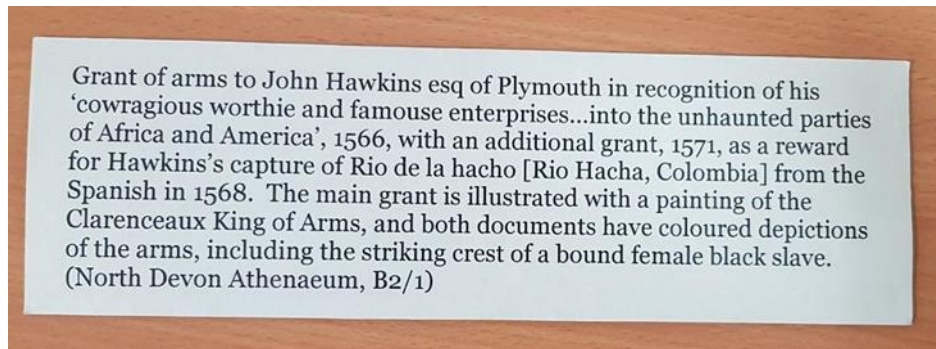 Grant of arms to John Hawkins esq of Plymouth in recognition of his
‘cowragious worthie and famouse enterprises...into the unhaunted parties
of Africa and America’, 1566, with an additional grant, 1571, as a reward
for Hawkins’s capture of Rio de la hacho [Rio Hacha, Colombia] from the
Spanish in 1568.  The main grant is illustrated with a painting of the
Clarenceaux King of Arms, and both documents have coloured depictions
of the arms, including the striking crest of a bound female black slave.
(North Devon Athenaeum, B2/1)